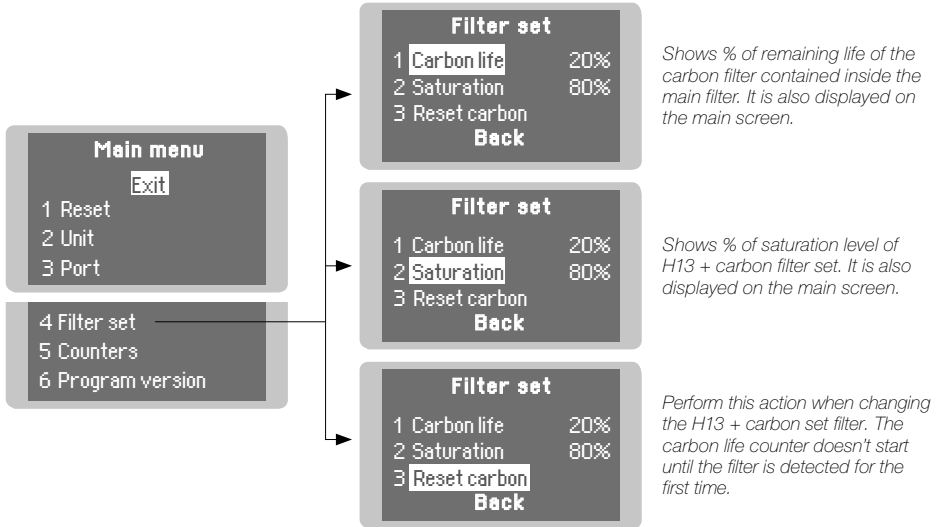 Main menu
Exit
1 Reset
2 Unit
3 Port
4 Filter set
5 Counters
6 Program version
Filter set
1 Carbon life 20%
2 Saturation 80%
3 Reset carbon
Back
Shows % of remaining life of the
carbon filter contained inside the
main filter. It is also displayed on
the main screen.
Filter set
1 Carbon life 20%
2 Saturation 80%
3 Reset carbon
Back
Shows % of saturation level of
H13 + carbon filter set. It is also
displayed on the main screen.
Filter set
1 Carbon life 20%
2 Saturation 80%
3 Reset carbon
Back
Perform this action when changing
the H13 + carbon set filter. The
carbon life counter doesn't start
until the filter is detected for the
first time.